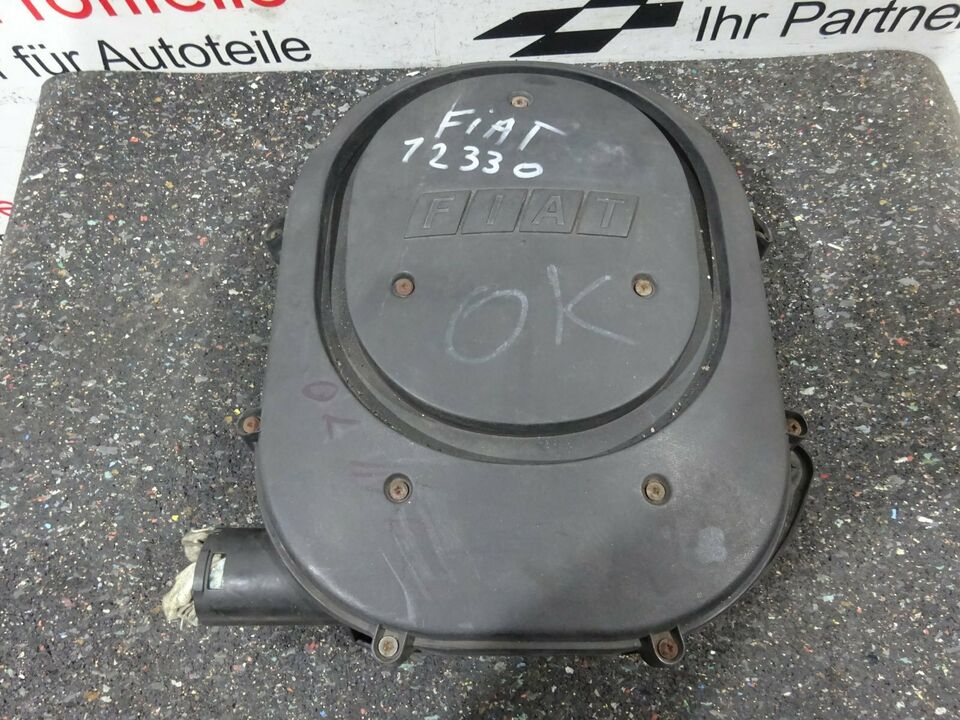 für Autoteile
Ihr Partner
FiAT
12330
FIAT
OK